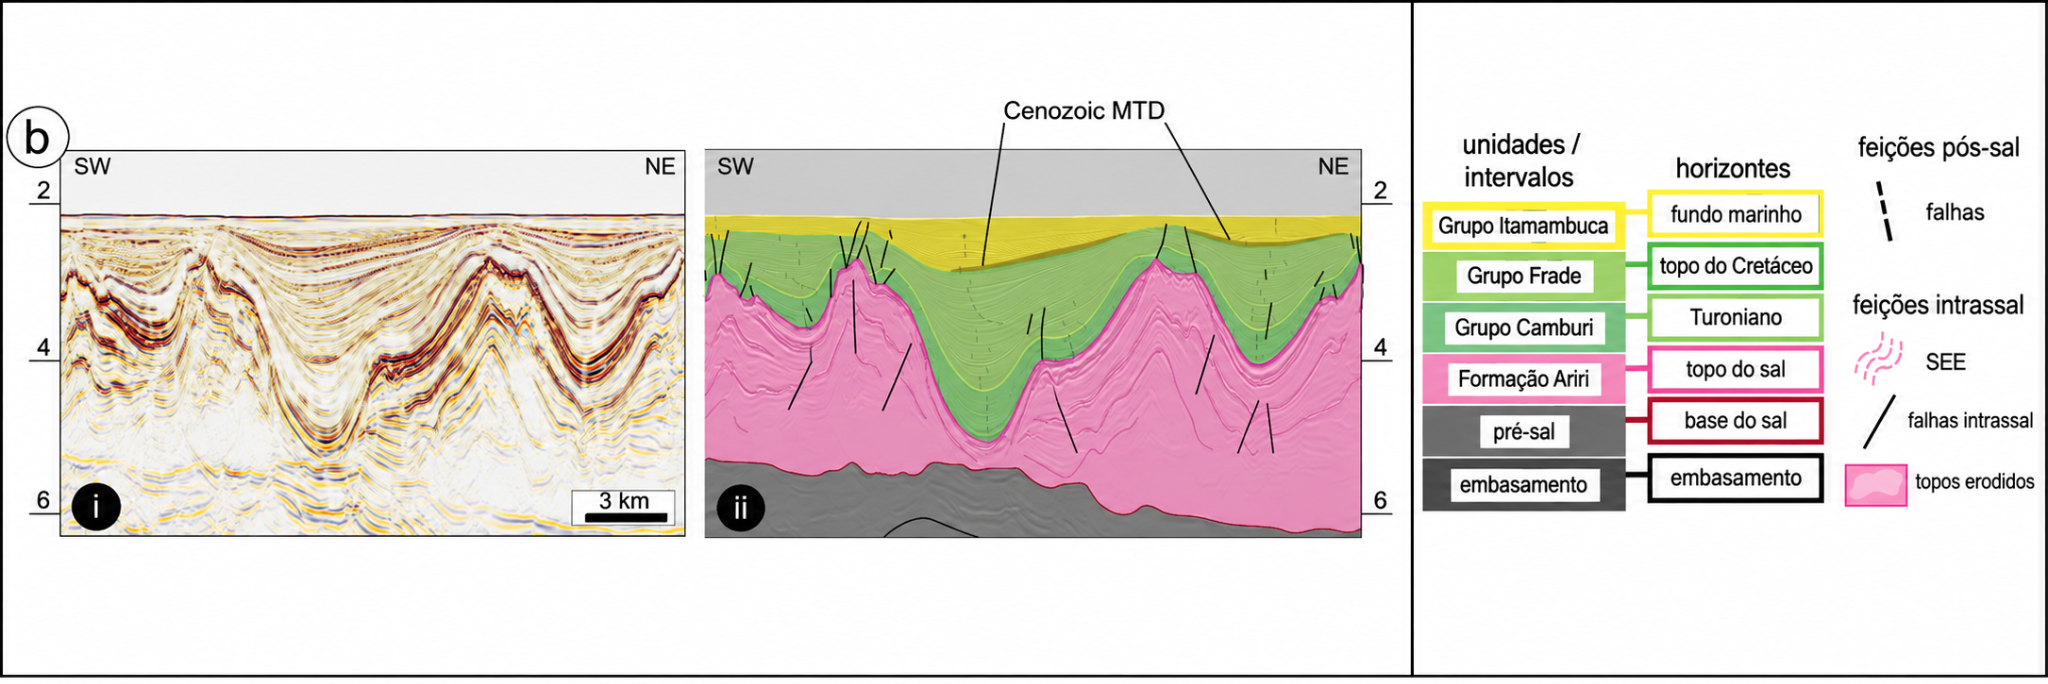 b
SW
NE
2
4
6
i
3 km
Cenozoic MTD
SW
NE
2
4
6
ii
unidades /
intervalos
Grupo Itamambuca
Grupo Frade
Grupo Camburi
Formação Ariri
pré-sal
embasamento
horizontes
fundo marinho
topo do Cretáceo
Turoniano
topo do sal
base do sal
embasamento
feições pós-sal
falhas
feições intrassal
SEE
falhas intrassal
topos erodidos